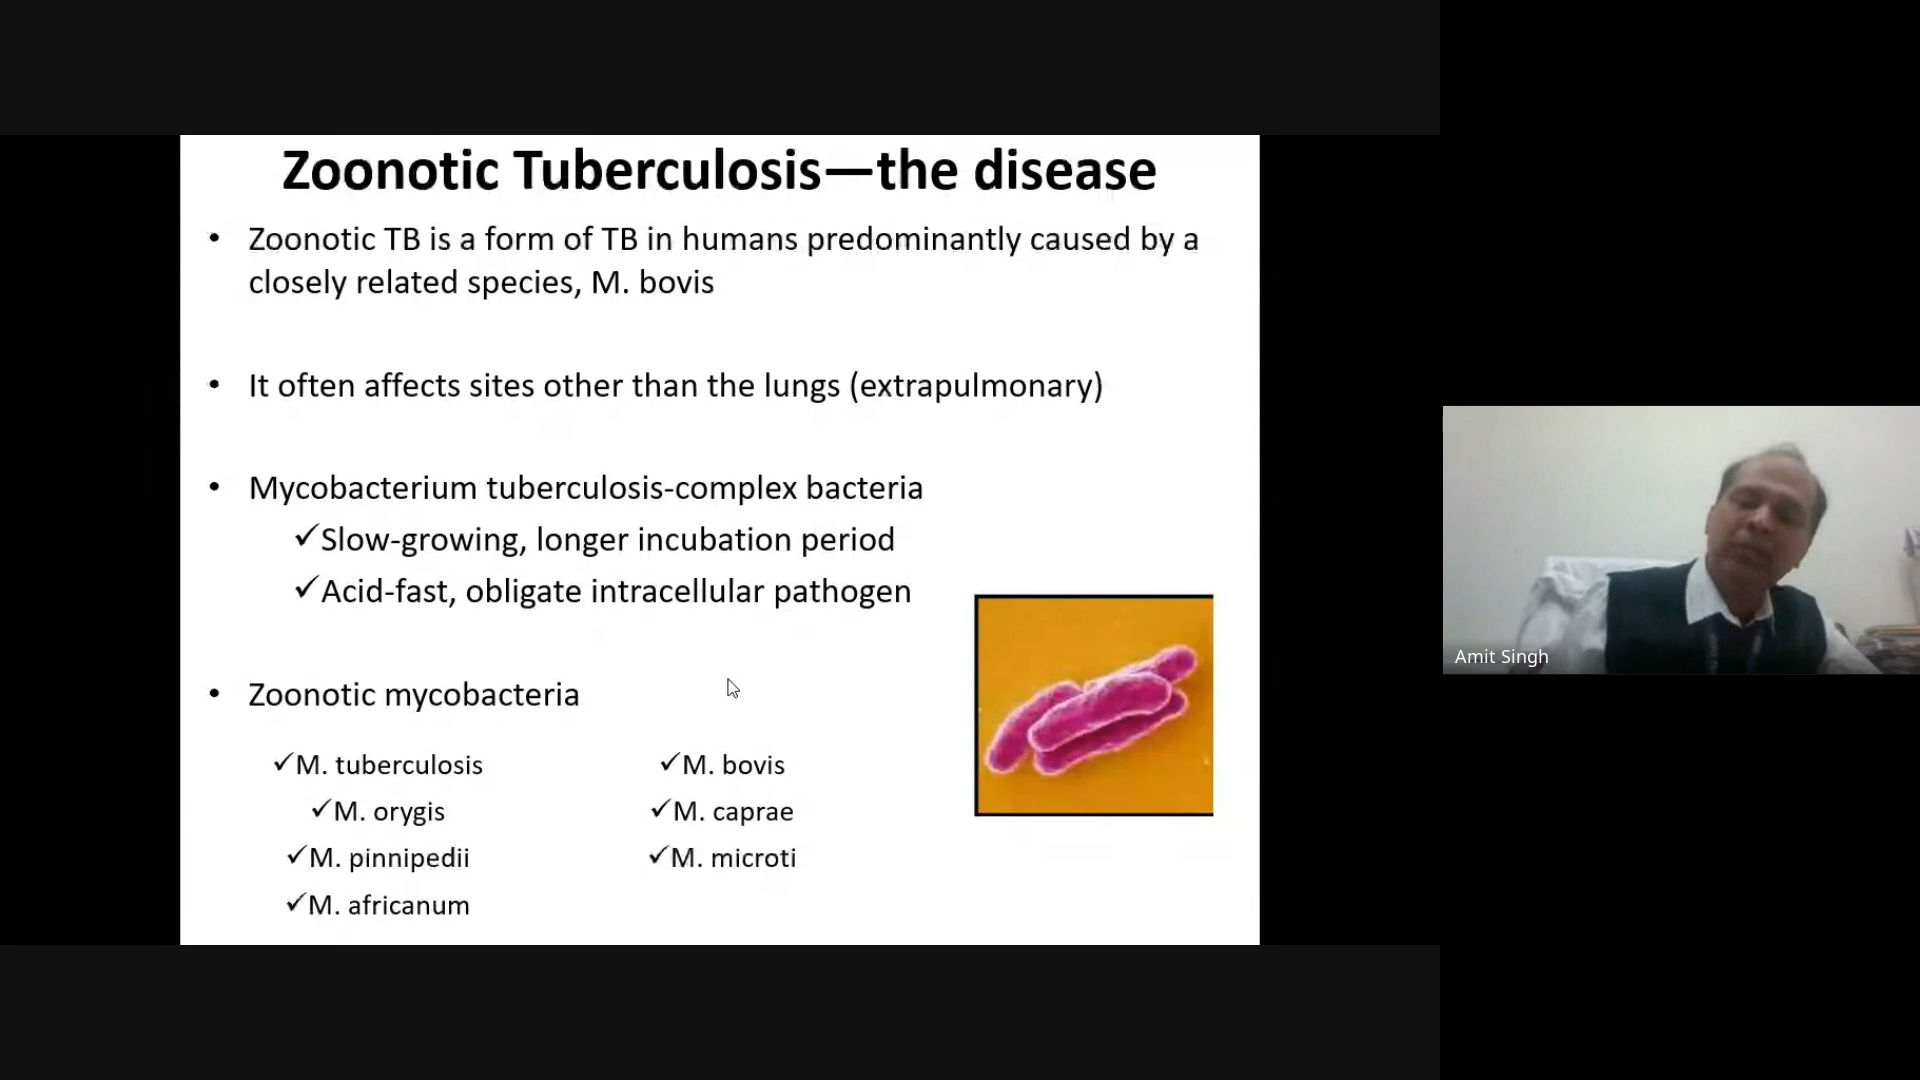 Zoonotic Tuberculosis—the disease
• Zoonotic TB is a form of TB in humans predominantly caused by a
closely related species, M. bovis
• It often affects sites other than the lungs (extrapulmonary)
• Mycobacterium tuberculosis-complex bacteria
✓Slow-growing, longer incubation period
✓Acid-fast, obligate intracellular pathogen
• Zoonotic mycobacteria
✓M. tuberculosis
✓M. orygis
✓M. pinnipedii
✓M. africanum
✓M. bovis
✓M. caprae
✓M. microti
Amit Singh